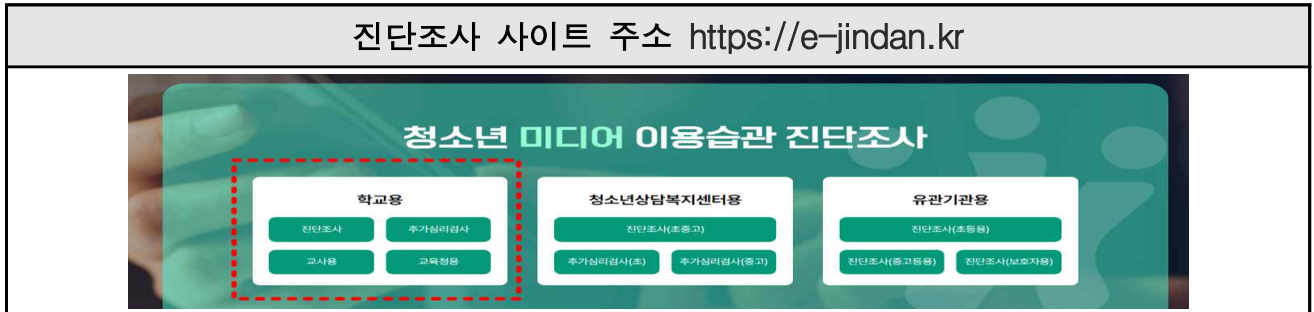 진단조사 사이트 주소 https://e-jindan.kr
청소년 미디어 이용습관 진단조사
학교용
진단조사 추가심리검사
교사용 교육청용
청소년상담복지센터용
진단조사(초중고)
추가심리검사(초) 추가심리검사(중고)
유관기관용
진단조사(초등용)
진단조사(중고등용) 진단조사(보호자용)